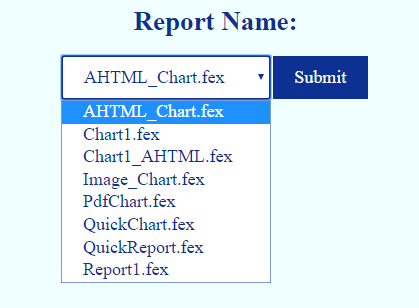 Report Name:
AHTML_Chart.fex Submit
AHTML_Chart.fex
Chart1.fex
Chart1_AHTML.fex
Image_Chart.fex
PdfChart.fex
QuickChart.fex
QuickReport.fex
Report1.fex